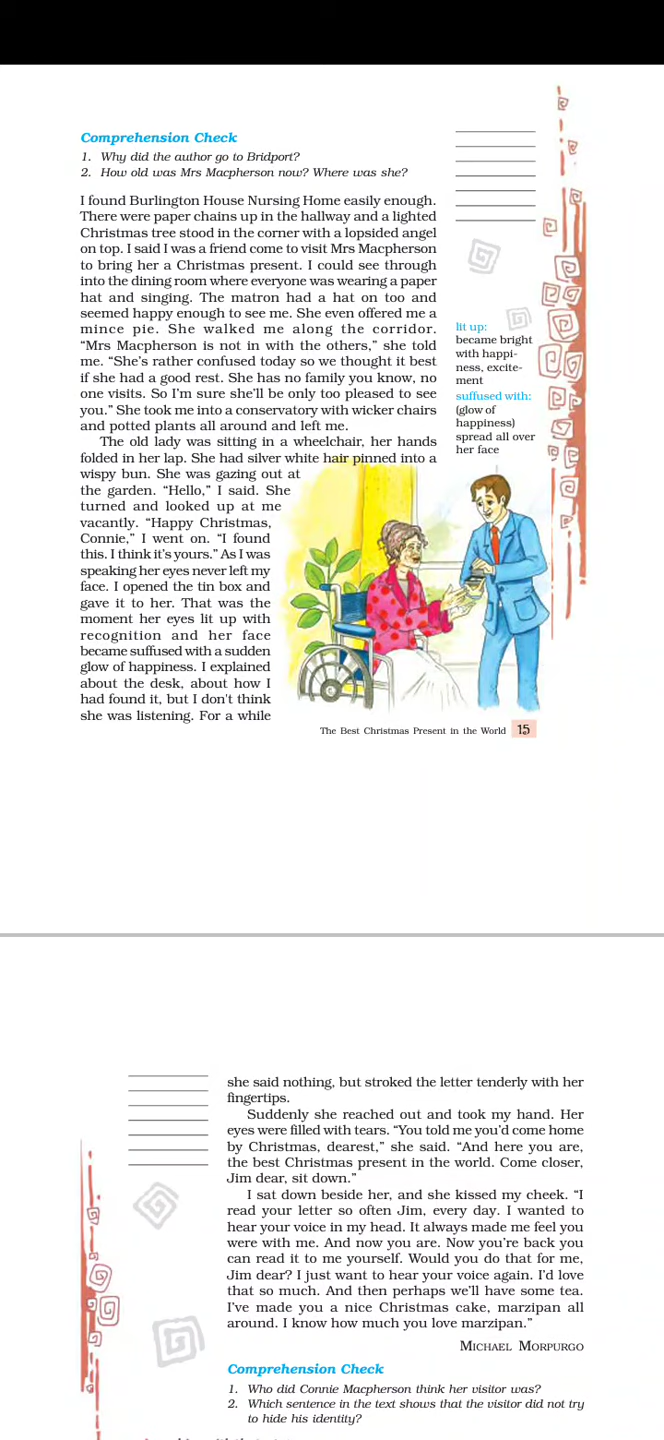 Comprehension Check
1. Why did the author go to Bridport?
2. How old was Mrs Macpherson now? Where was she?
I found Burlington House Nursing Home easily enough.
There were paper chains up in the hallway and a lighted
Christmas tree stood in the corner with a lopsided angel
on top. I said I was a friend come to visit Mrs Macpherson
to bring her a Christmas present. I could see through
into the dining room where everyone was wearing a paper
hat and singing. The matron had a hat on too and
seemed happy enough to see me. She even offered me a
mince pie. She walked me along the corridor.
“Mrs Macpherson is not in with the others,” she told
me. “She’s rather confused today so we thought it best
if she had a good rest. She has no family you know, no
one visits. So I’m sure she’ll be only too pleased to see
you.” She took me into a conservatory with wicker chairs
and potted plants all around and left me.
The old lady was sitting in a wheelchair, her hands
folded in her lap. She had silver white hair pinned into a
wispy bun. She was gazing out at
the garden. “Hello,” I said. She
turned and looked up at me
vacantly. “Happy Christmas,
Connie,” I went on. “I found
this. I think it’s yours.” As I was
speaking her eyes never left my
face. I opened the tin box and
gave it to her. That was the
moment her eyes lit up with
recognition and her face
became suffused with a sudden
glow of happiness. I explained
about the desk, about how I
had found it, but I don't think
she was listening. For a while
lit up:
became bright
with happi-
ness, excite-
ment
suffused with:
(glow of
happiness)
spread all over
her face
The Best Christmas Present in the World 15
she said nothing, but stroked the letter tenderly with her
fingertips.
Suddenly she reached out and took my hand. Her
eyes were filled with tears. “You told me you’d come home
by Christmas, dearest,” she said. “And here you are,
the best Christmas present in the world. Come closer,
Jim dear, sit down.”
I sat down beside her, and she kissed my cheek. “I
read your letter so often Jim, every day. I wanted to
hear your voice in my head. It always made me feel you
were with me. And now you are. Now you’re back you
can read it to me yourself. Would you do that for me,
Jim dear? I just want to hear your voice again. I’d love
that so much. And then perhaps we’ll have some tea.
I’ve made you a nice Christmas cake, marzipan all
around. I know how much you love marzipan.”
MICHAEL MORPURGO
Comprehension Check
1. Who did Connie Macpherson think her visitor was?
2. Which sentence in the text shows that the visitor did not try
to hide his identity?